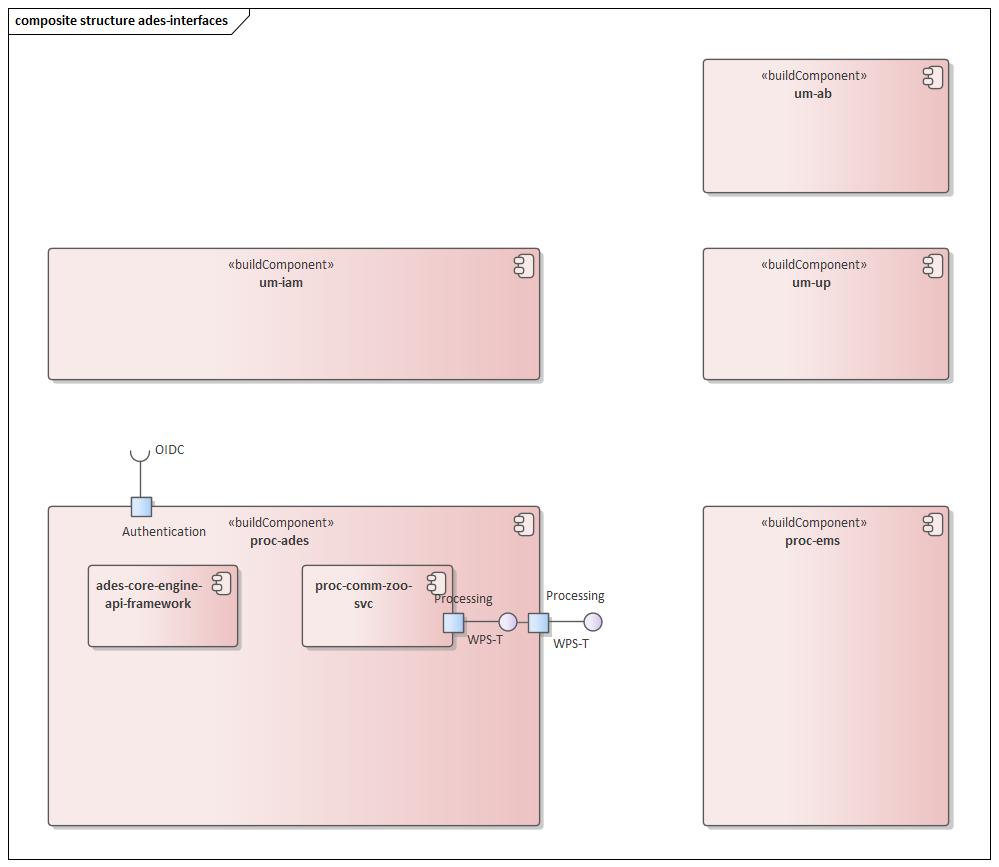 composite structure ades-interfaces
«buildComponent»
um-ab
«buildComponent»
um-iam
«buildComponent»
um-up
OIDC
Authentication
«buildComponent»
proc-ades
ades-core-engine-
api-framework
proc-comm-zoo-
svc
Processing
WPS-T
Processing
WPS-T
«buildComponent»
proc-ems